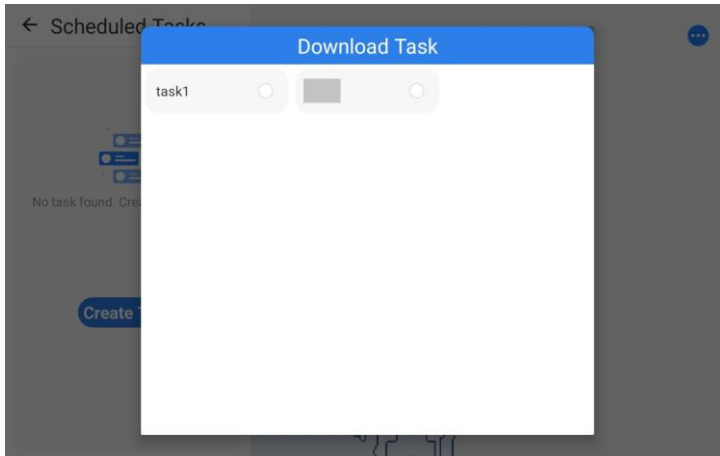 Scheduled Tasks
Download Task
task1
No task found. Cre
Create